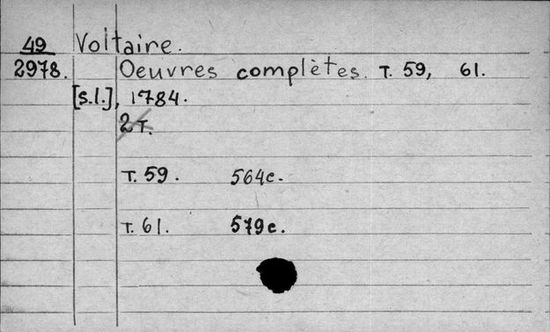 49 Voltaire.
2978. Oeuvres complètes. T. 59, 61.
[s.l.], 1784.
2 T.
T. 59. 564c.
T. 61. 579c.